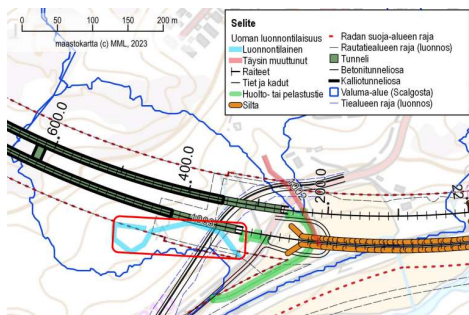 0 50 100 150 200 m
maastokartta (c) MML, 2023
Selite
Uoman luonnontilaisuus
Luonnontilainen
Täysin muuttunut
Raiteet
Tiet ja kadut
Huolto- tai pelastustie
Silta
Radan suoja-alueen raja
Rautatiealueen raja (luonnos)
Tunneli
Betonitunneliosa
Kalliotunneliosa
Valuma-alue (Scalgosta)
Tiealueen raja (luonnos)
600.0
400.0
200.0
22